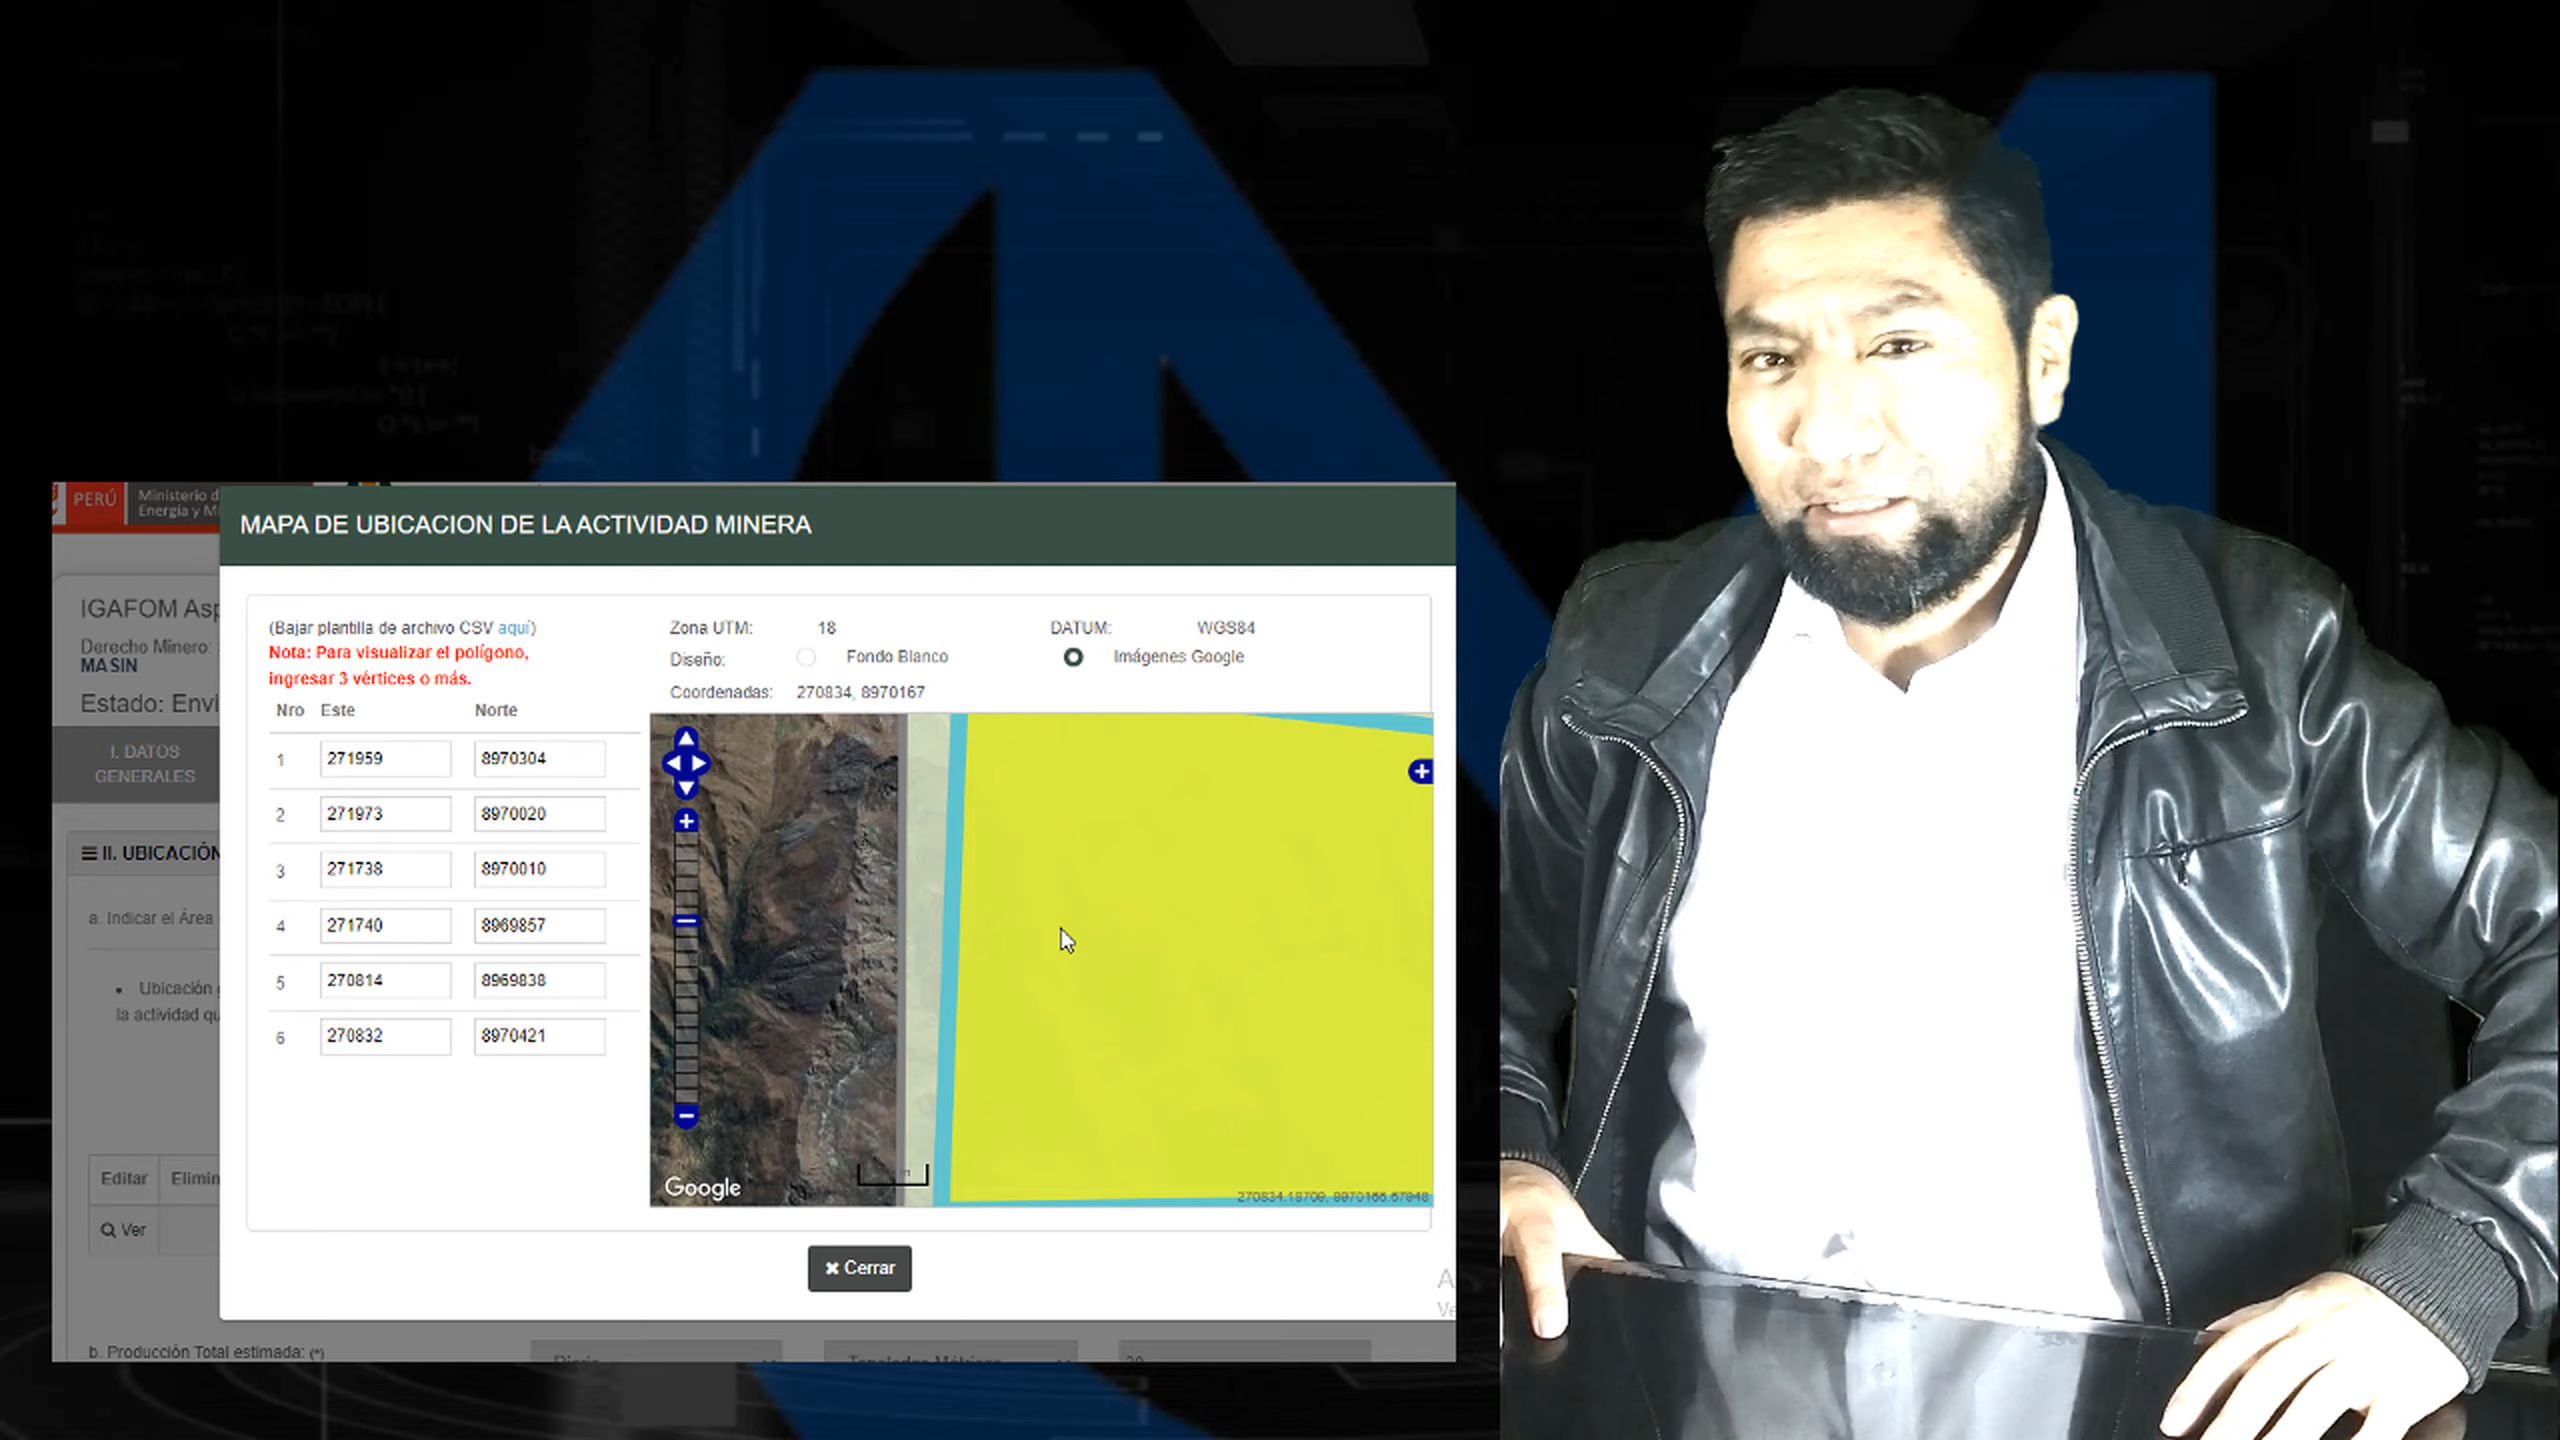 PERÚ
Ministerio d
Energía y Mi
MAPA DE UBICACION DE LA ACTIVIDAD MINERA
IGAFOM Asp
Derecho Minero:
MASIN
Estado: Envi
I. DATOS
GENERALES
II. UBICACIÓN
a. Indicar el Área
Ubicación
la actividad qu
Editar Elimin
Ver
b. Producción Total estimada: (*)
(Bajar plantilla de archivo CSV aquí)
Nota: Para visualizar el polígono,
ingresar 3 vértices o más.
Zona UTM: 18 DATUM: WGS84
Diseño: Fondo Blanco Imágenes Google
Coordenadas: 270834, 8970167
Nro Este Norte
1 271959 8970304
2 271973 8970020
3 271738 8970010
4 271740 8969857
5 270814 8969838
6 270832 8970421
Google
Cerrar